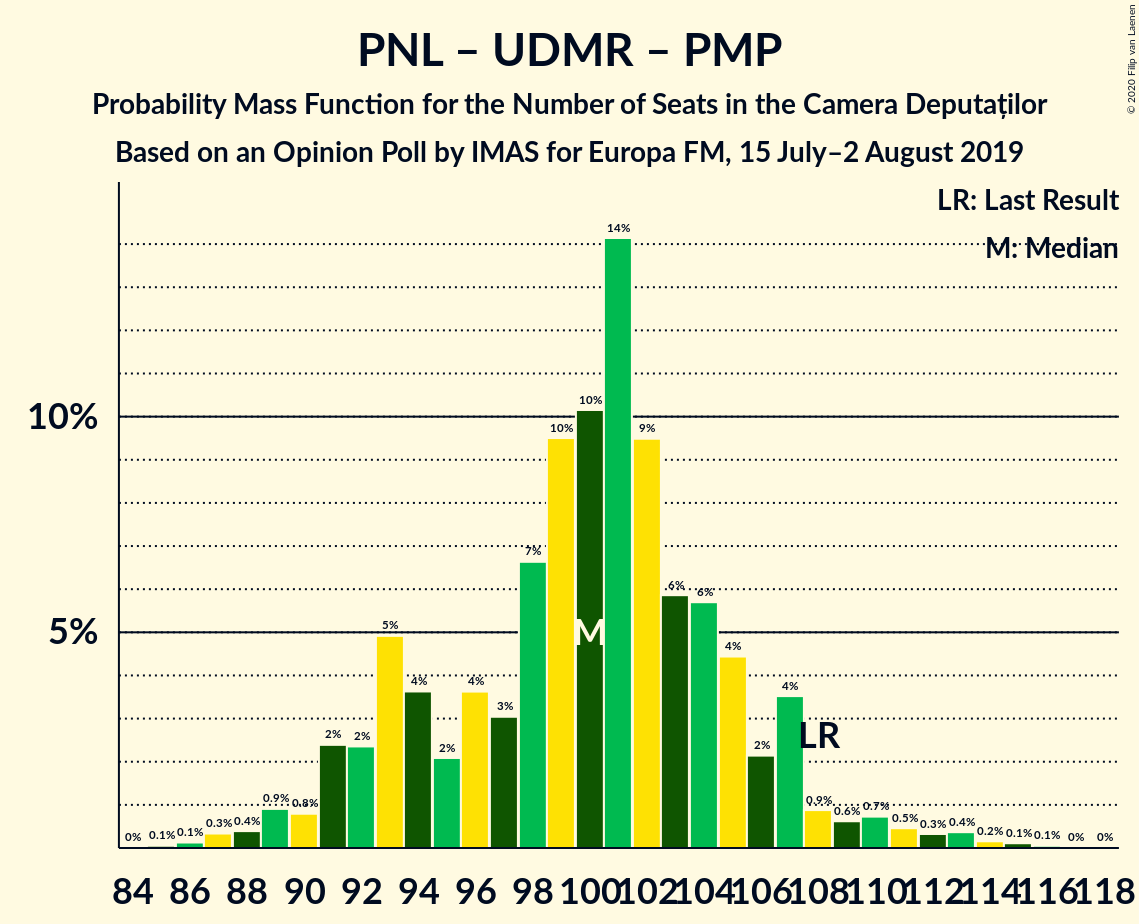 © 2020 Filip van Laenen
PNL – UDMR – PMP
Probability Mass Function for the Number of Seats in the Camera Deputaților
Based on an Opinion Poll by IMAS for Europa FM, 15 July–2 August 2019
LR: Last Result
M: Median
10%
5%
0% 0.1% 0.1% 0.3% 0.4% 0.9% 0.8% 2% 2% 5% 4% 2% 4% 3% 7% 10% 10% 14% 9% 6% 6% 4% 2% 4% 0.9% 0.6% 0.7% 0.5% 0.3% 0.4% 0.2% 0.1% 0.1% 0% 0%
M
LR
84 86 88 90 92 94 96 98 100 102 104 106 108 110 112 114 116 118